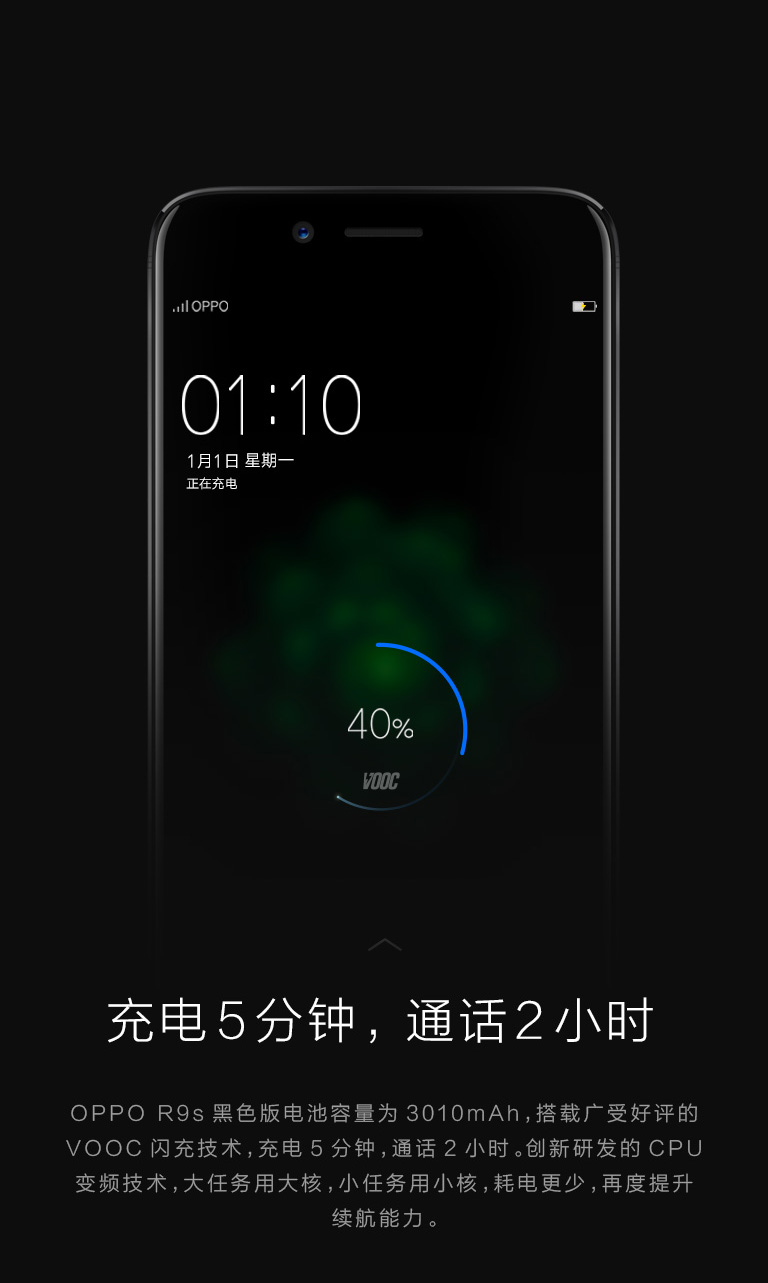 OPPO
01:10
1月1日 星期一
正在充电
40%
VOOC
充电5分钟，通话2小时
OPPO R9s 黑色版电池容量为 3010mAh，搭载广受好评的
VOOC 闪充技术，充电 5 分钟，通话 2 小时。创新研发的 CPU
变频技术，大任务用大核，小任务用小核，耗电更少，再度提升
续航能力。